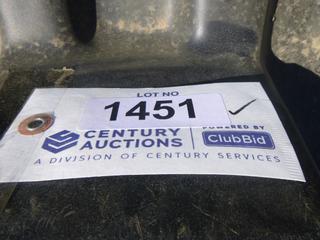 LOT NO
1451
CENTURY
AUCTIONS
POWERED BY
ClubBid
A DIVISION OF CENTURY SERVICES